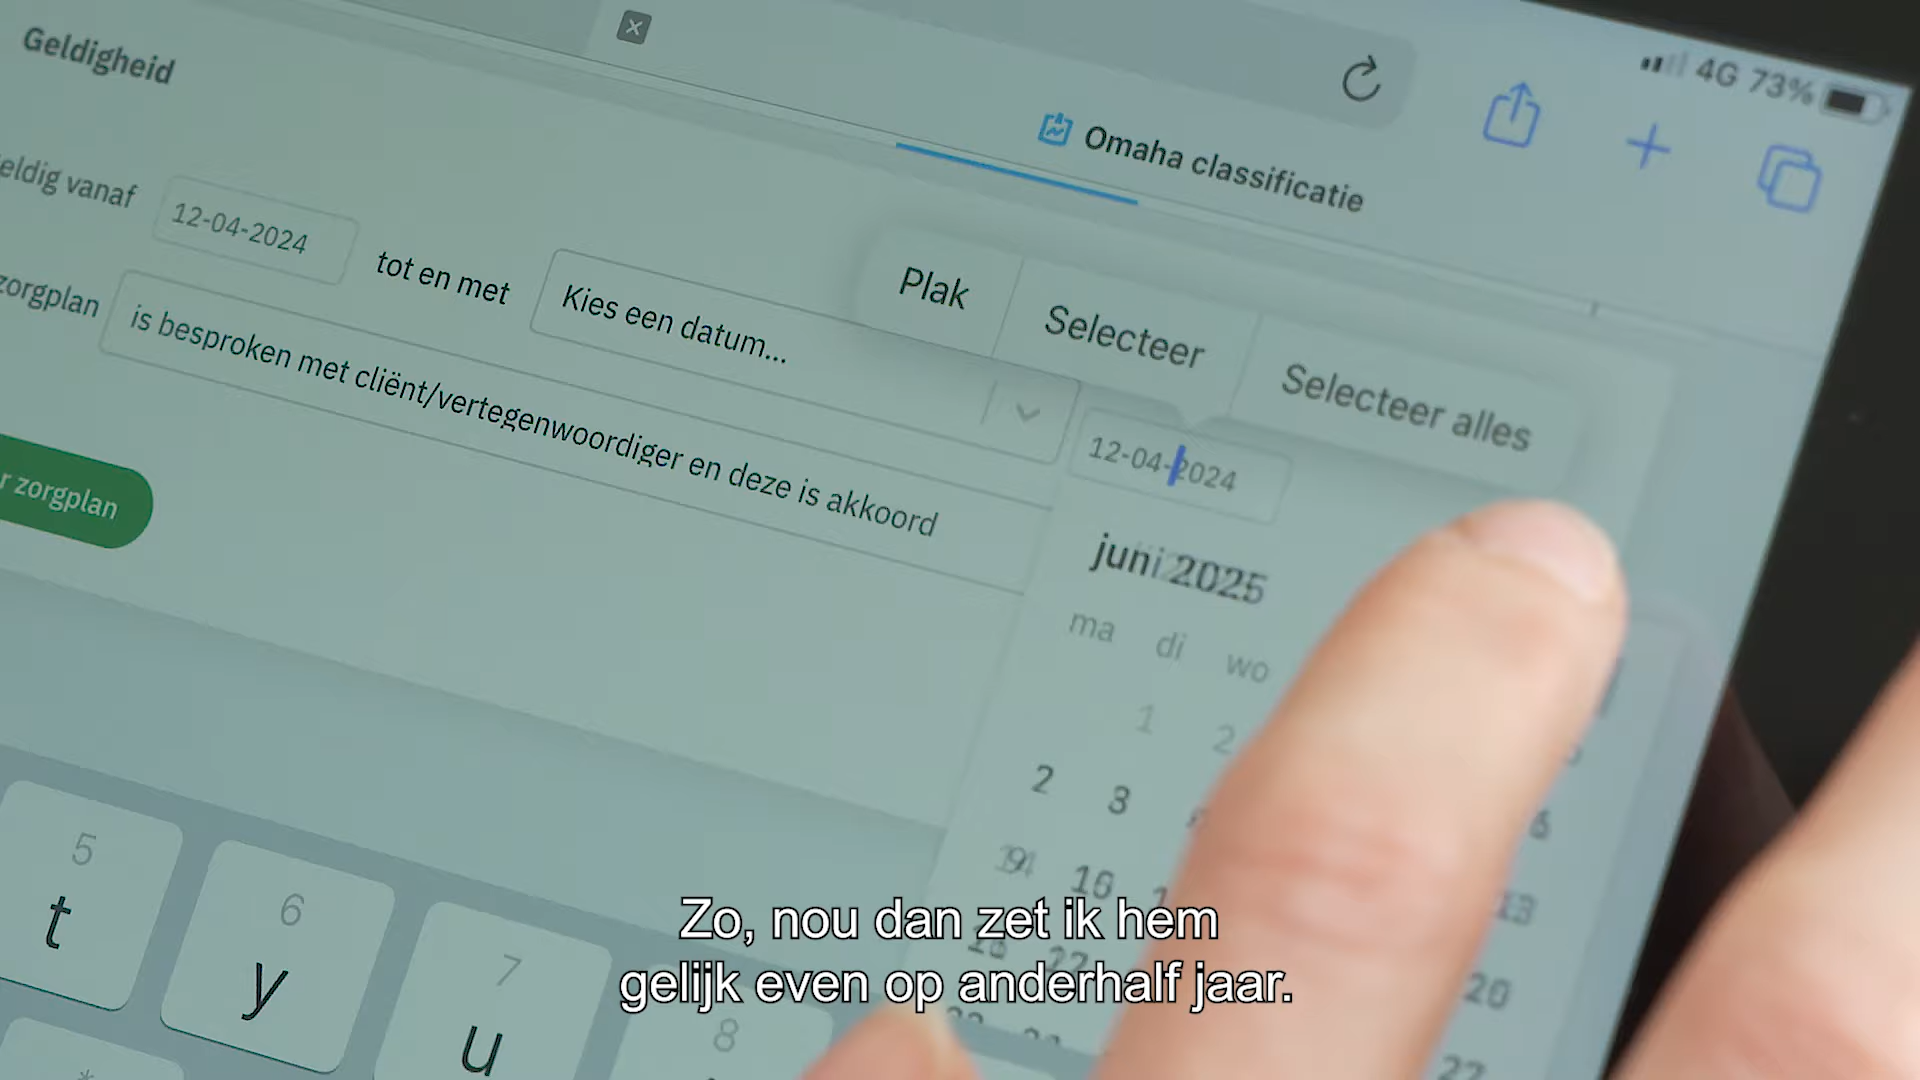 Geldigheid
4G 73%
Omaha classificatie
eldig vanaf 12-04-2024 tot en met Kies een datum...
Plak Selecteer Selecteer alles
zorgplan is besproken met cliënt/vertegenwoordiger en deze is akkoord
12-04-2024
r zorgplan
juni 2025
ma di wo
1 2
2 3
10
13
20
5 6 7 8
t y u
Zo, nou dan zet ik hem
gelijk even op anderhalf jaar.